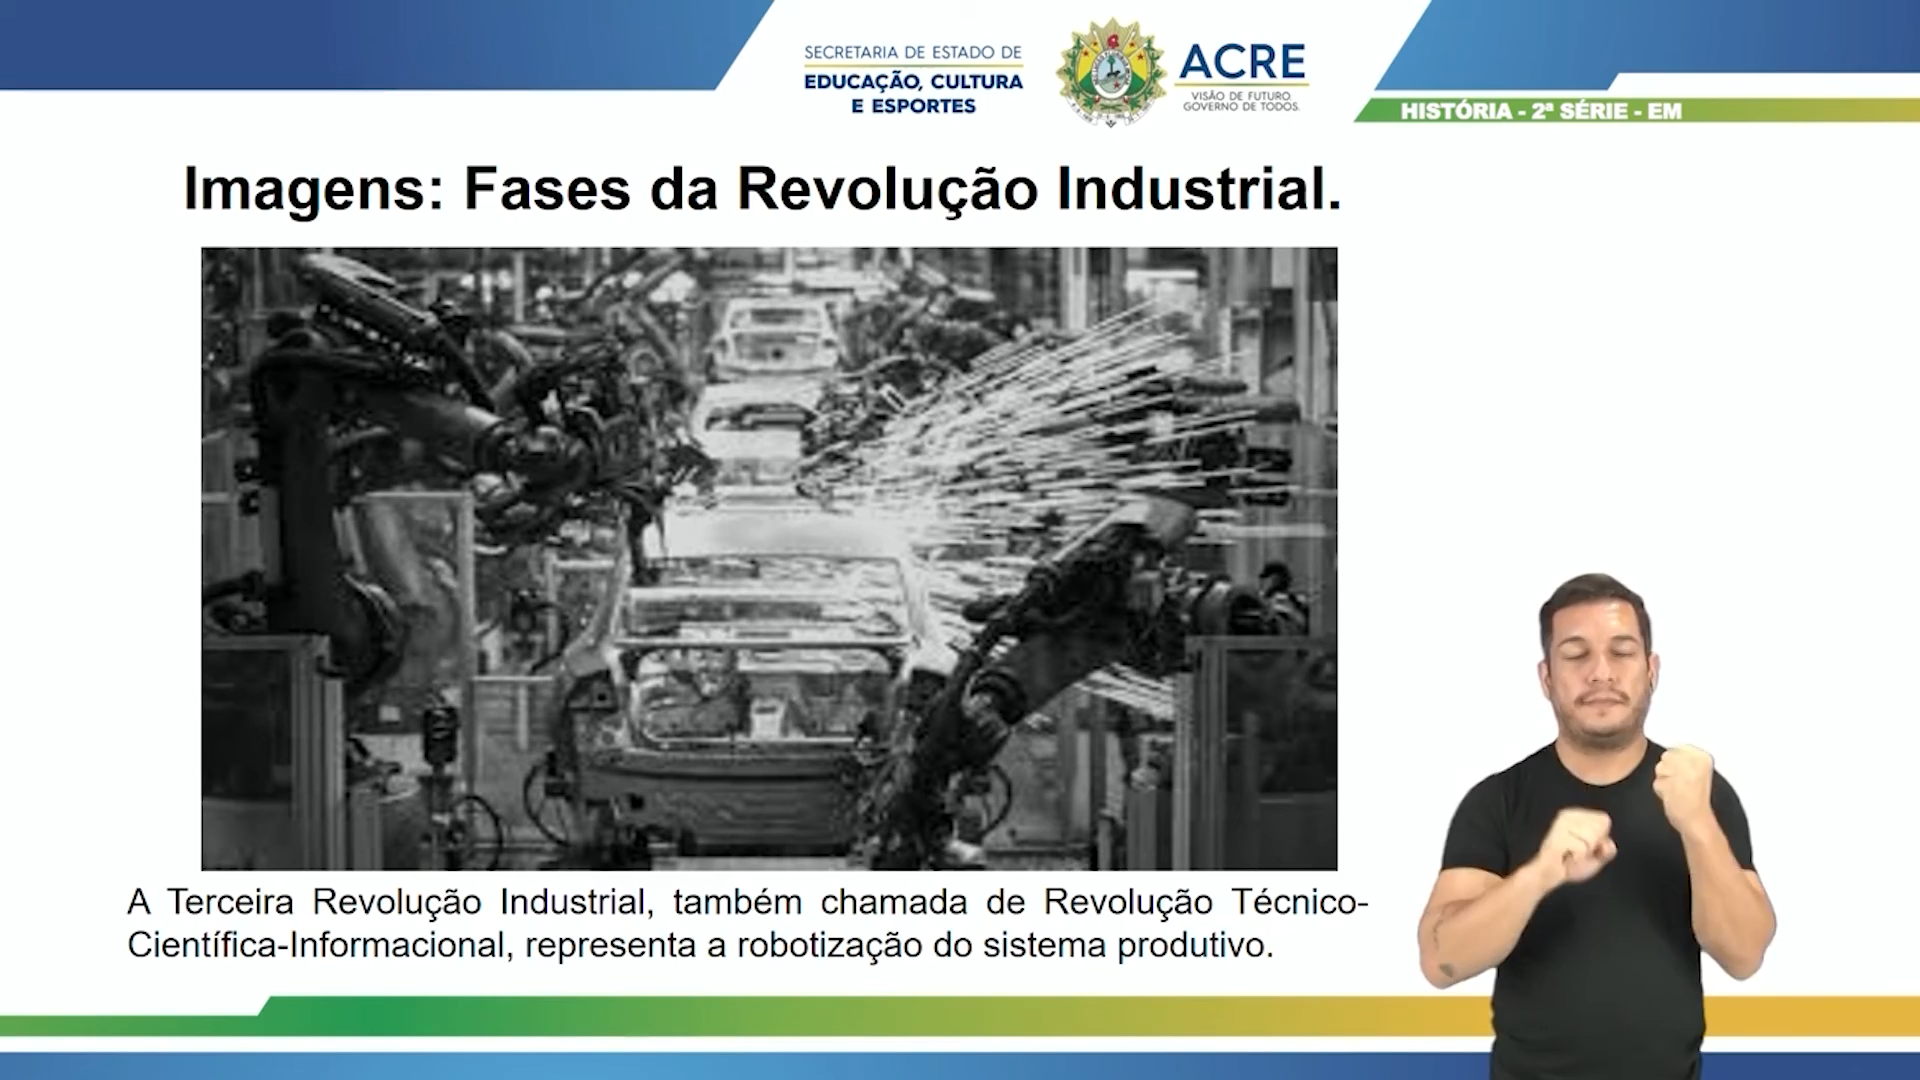 SECRETARIA DE ESTADO DE
EDUCAÇÃO, CULTURA
E ESPORTES
ACRE
VISÃO DE FUTURO.
GOVERNO DE TODOS.
HISTÓRIA - 2ª SÉRIE - EM
Imagens: Fases da Revolução Industrial.
A Terceira Revolução Industrial, também chamada de Revolução Técnico-
Científica-Informacional, representa a robotização do sistema produtivo.